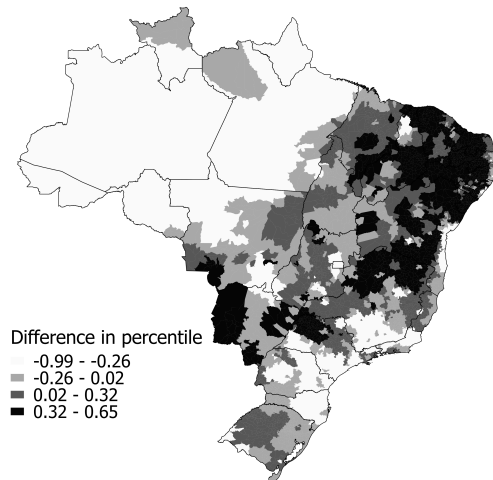 Difference in percentile
-0.99 - -0.26
-0.26 - 0.02
0.02 - 0.32
0.32 - 0.65